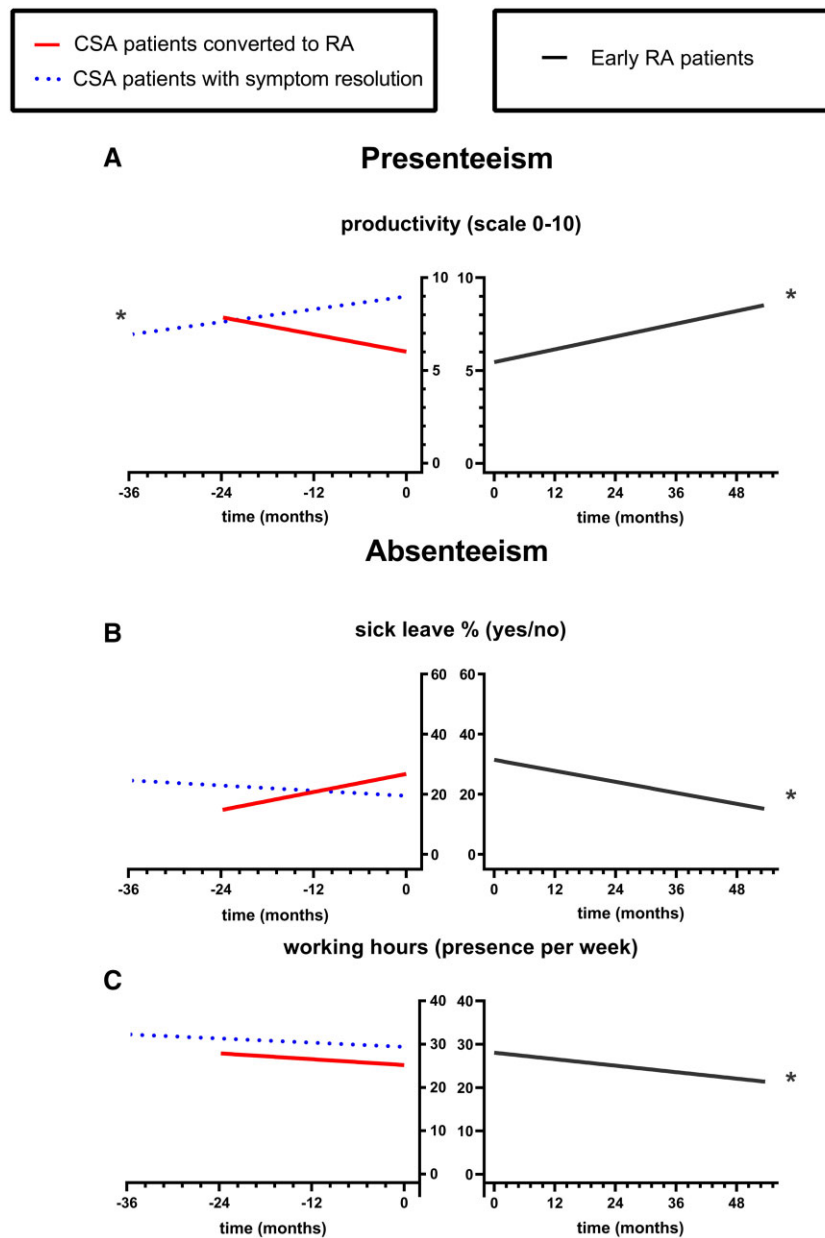 CSA patients converted to RA
CSA patients with symptom resolution
Early RA patients
A
Presenteeism
productivity (scale 0-10)
*
10
5
0
-36 -24 -12 0
time (months)
10
5
0
*
0 12 24 36 48
time (months)
Absenteeism
B
sick leave % (yes/no)
60
40
20
0
-36 -24 -12 0
time (months)
60
40
20
0
*
0 12 24 36 48
time (months)
working hours (presence per week)
C
40
30
20
10
0
-36 -24 -12 0
time (months)
40
30
20
10
0
*
0 12 24 36 48
time (months)